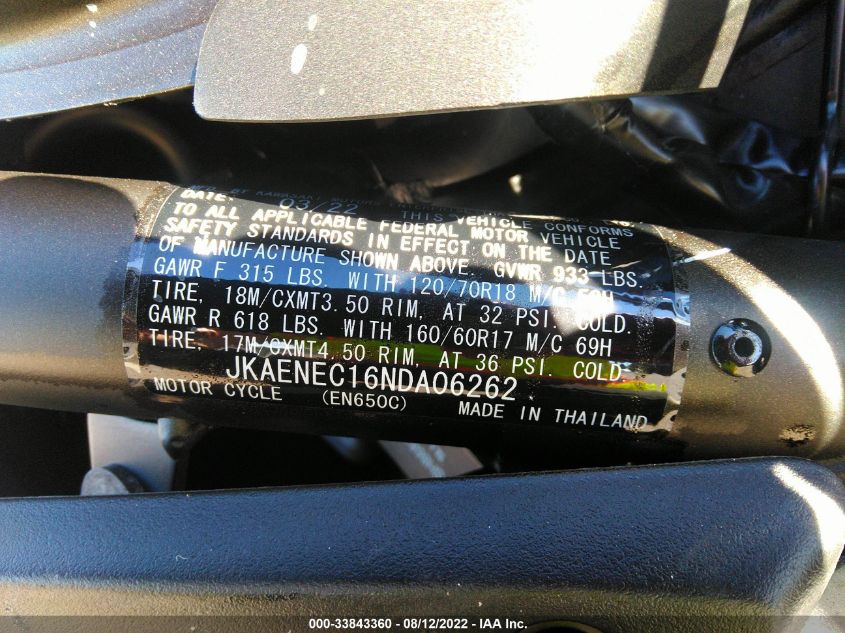 MFD. BY KAWASAKI
DATE: 03/22 THIS VEHICLE CONFORMS
TO ALL APPLICABLE FEDERAL MOTOR VEHICLE
SAFETY STANDARDS IN EFFECT ON THE DATE
OF MANUFACTURE SHOWN ABOVE. GVWR 933 LBS.
GAWR F 315 LBS. WITH 120/70R18 M/C 59H
TIRE, 18M/CXMT3.50 RIM, AT 32 PSI. COLD.
GAWR R 618 LBS. WITH 160/60R17 M/C 69H
TIRE, 17M/CXMT4.50 RIM, AT 36 PSI. COLD.
JKAENEC16NDA06262
MOTOR CYCLE (EN650C) MADE IN THAILAND
000-33843360 - 08/12/2022 - IAA Inc.